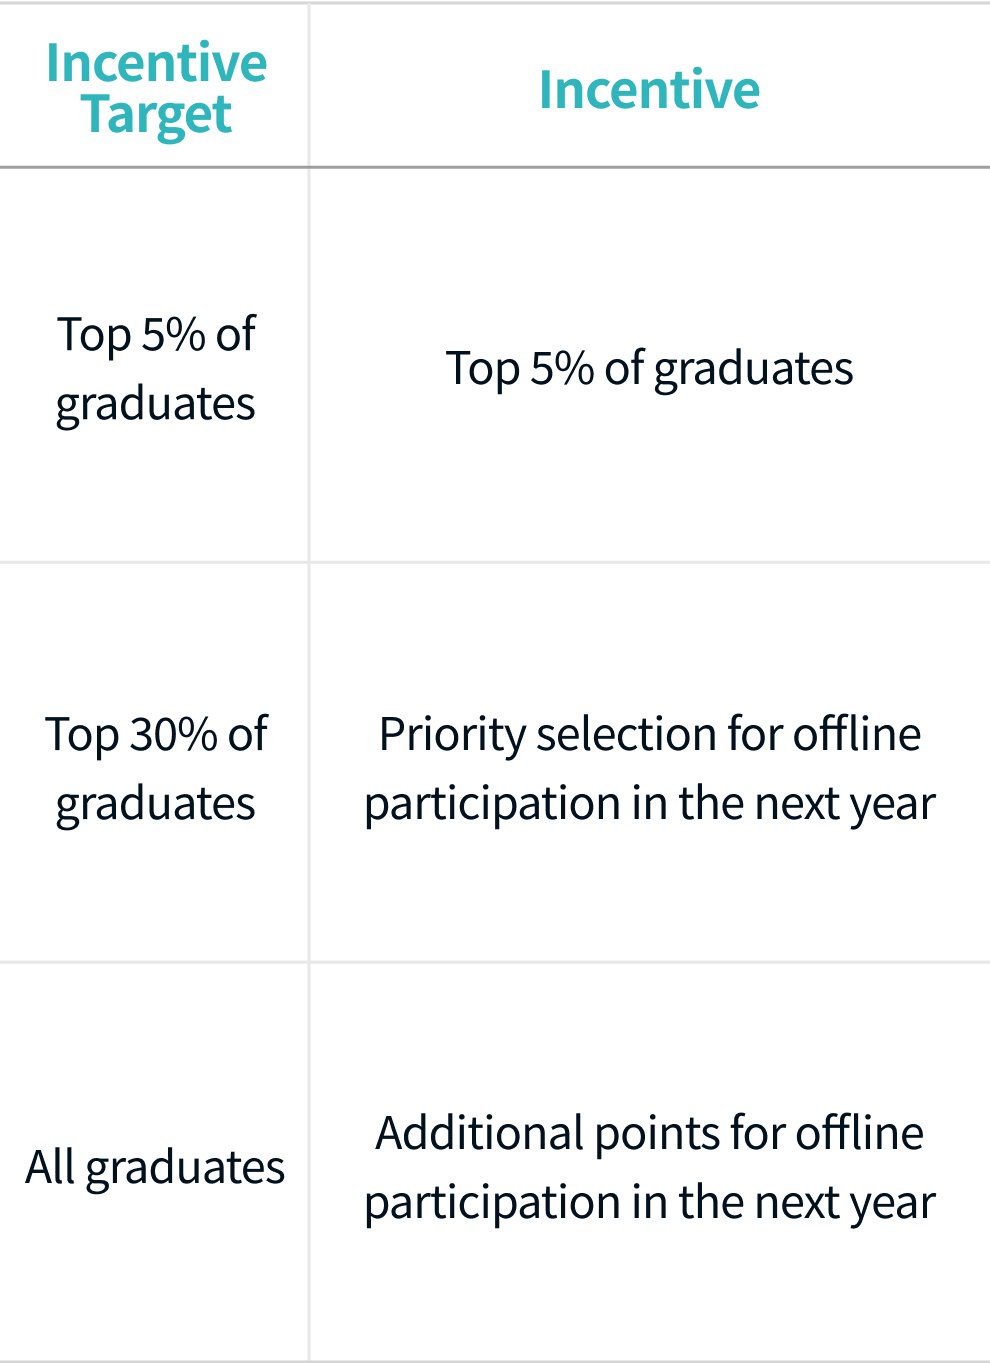 Incentive
Target
Incentive
Top 5% of
graduates
Top 5% of graduates
Top 30% of
graduates
Priority selection for offline
participation in the next year
All graduates
Additional points for offline
participation in the next year